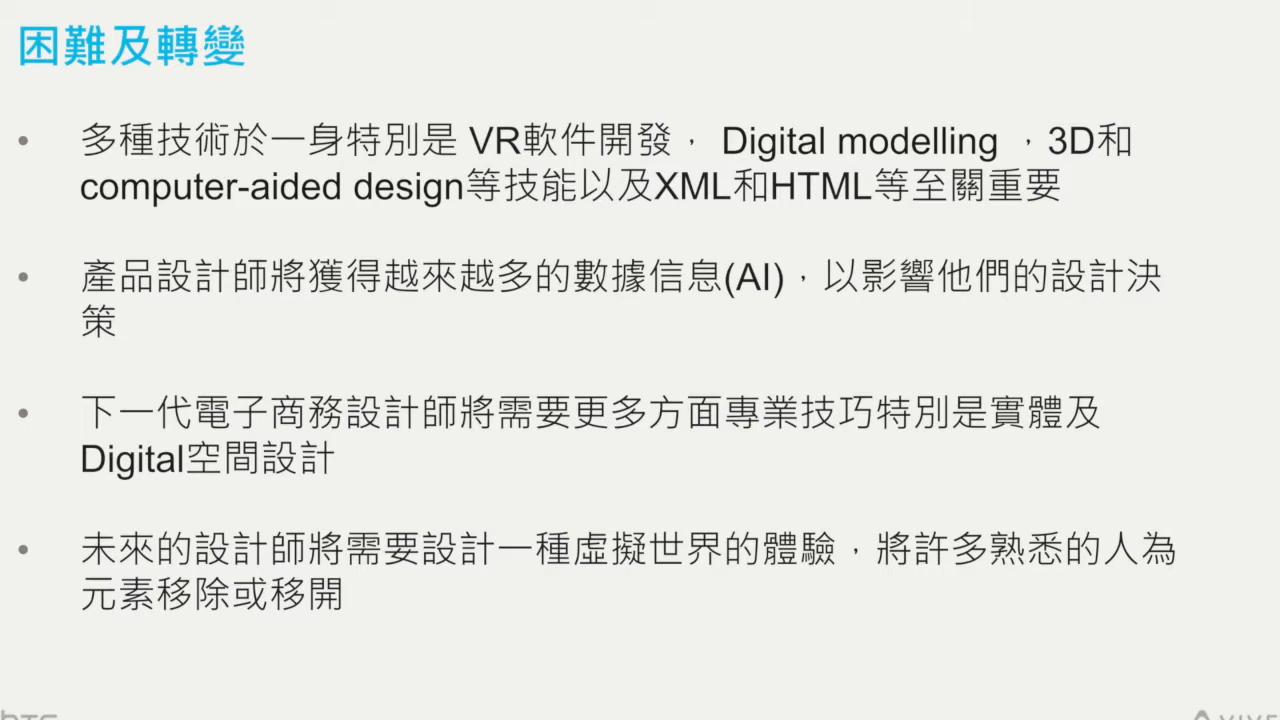 困難及轉變
• 多種技術於一身特別是 VR軟件開發， Digital modelling ，3D和
computer-aided design等技能以及XML和HTML等至關重要
• 產品設計師將獲得越來越多的數據信息(AI)，以影響他們的設計決
策
• 下一代電子商務設計師將需要更多方面專業技巧特別是實體及
Digital空間設計
• 未來的設計師將需要設計一種虛擬世界的體驗，將許多熟悉的人為
元素移除或移開